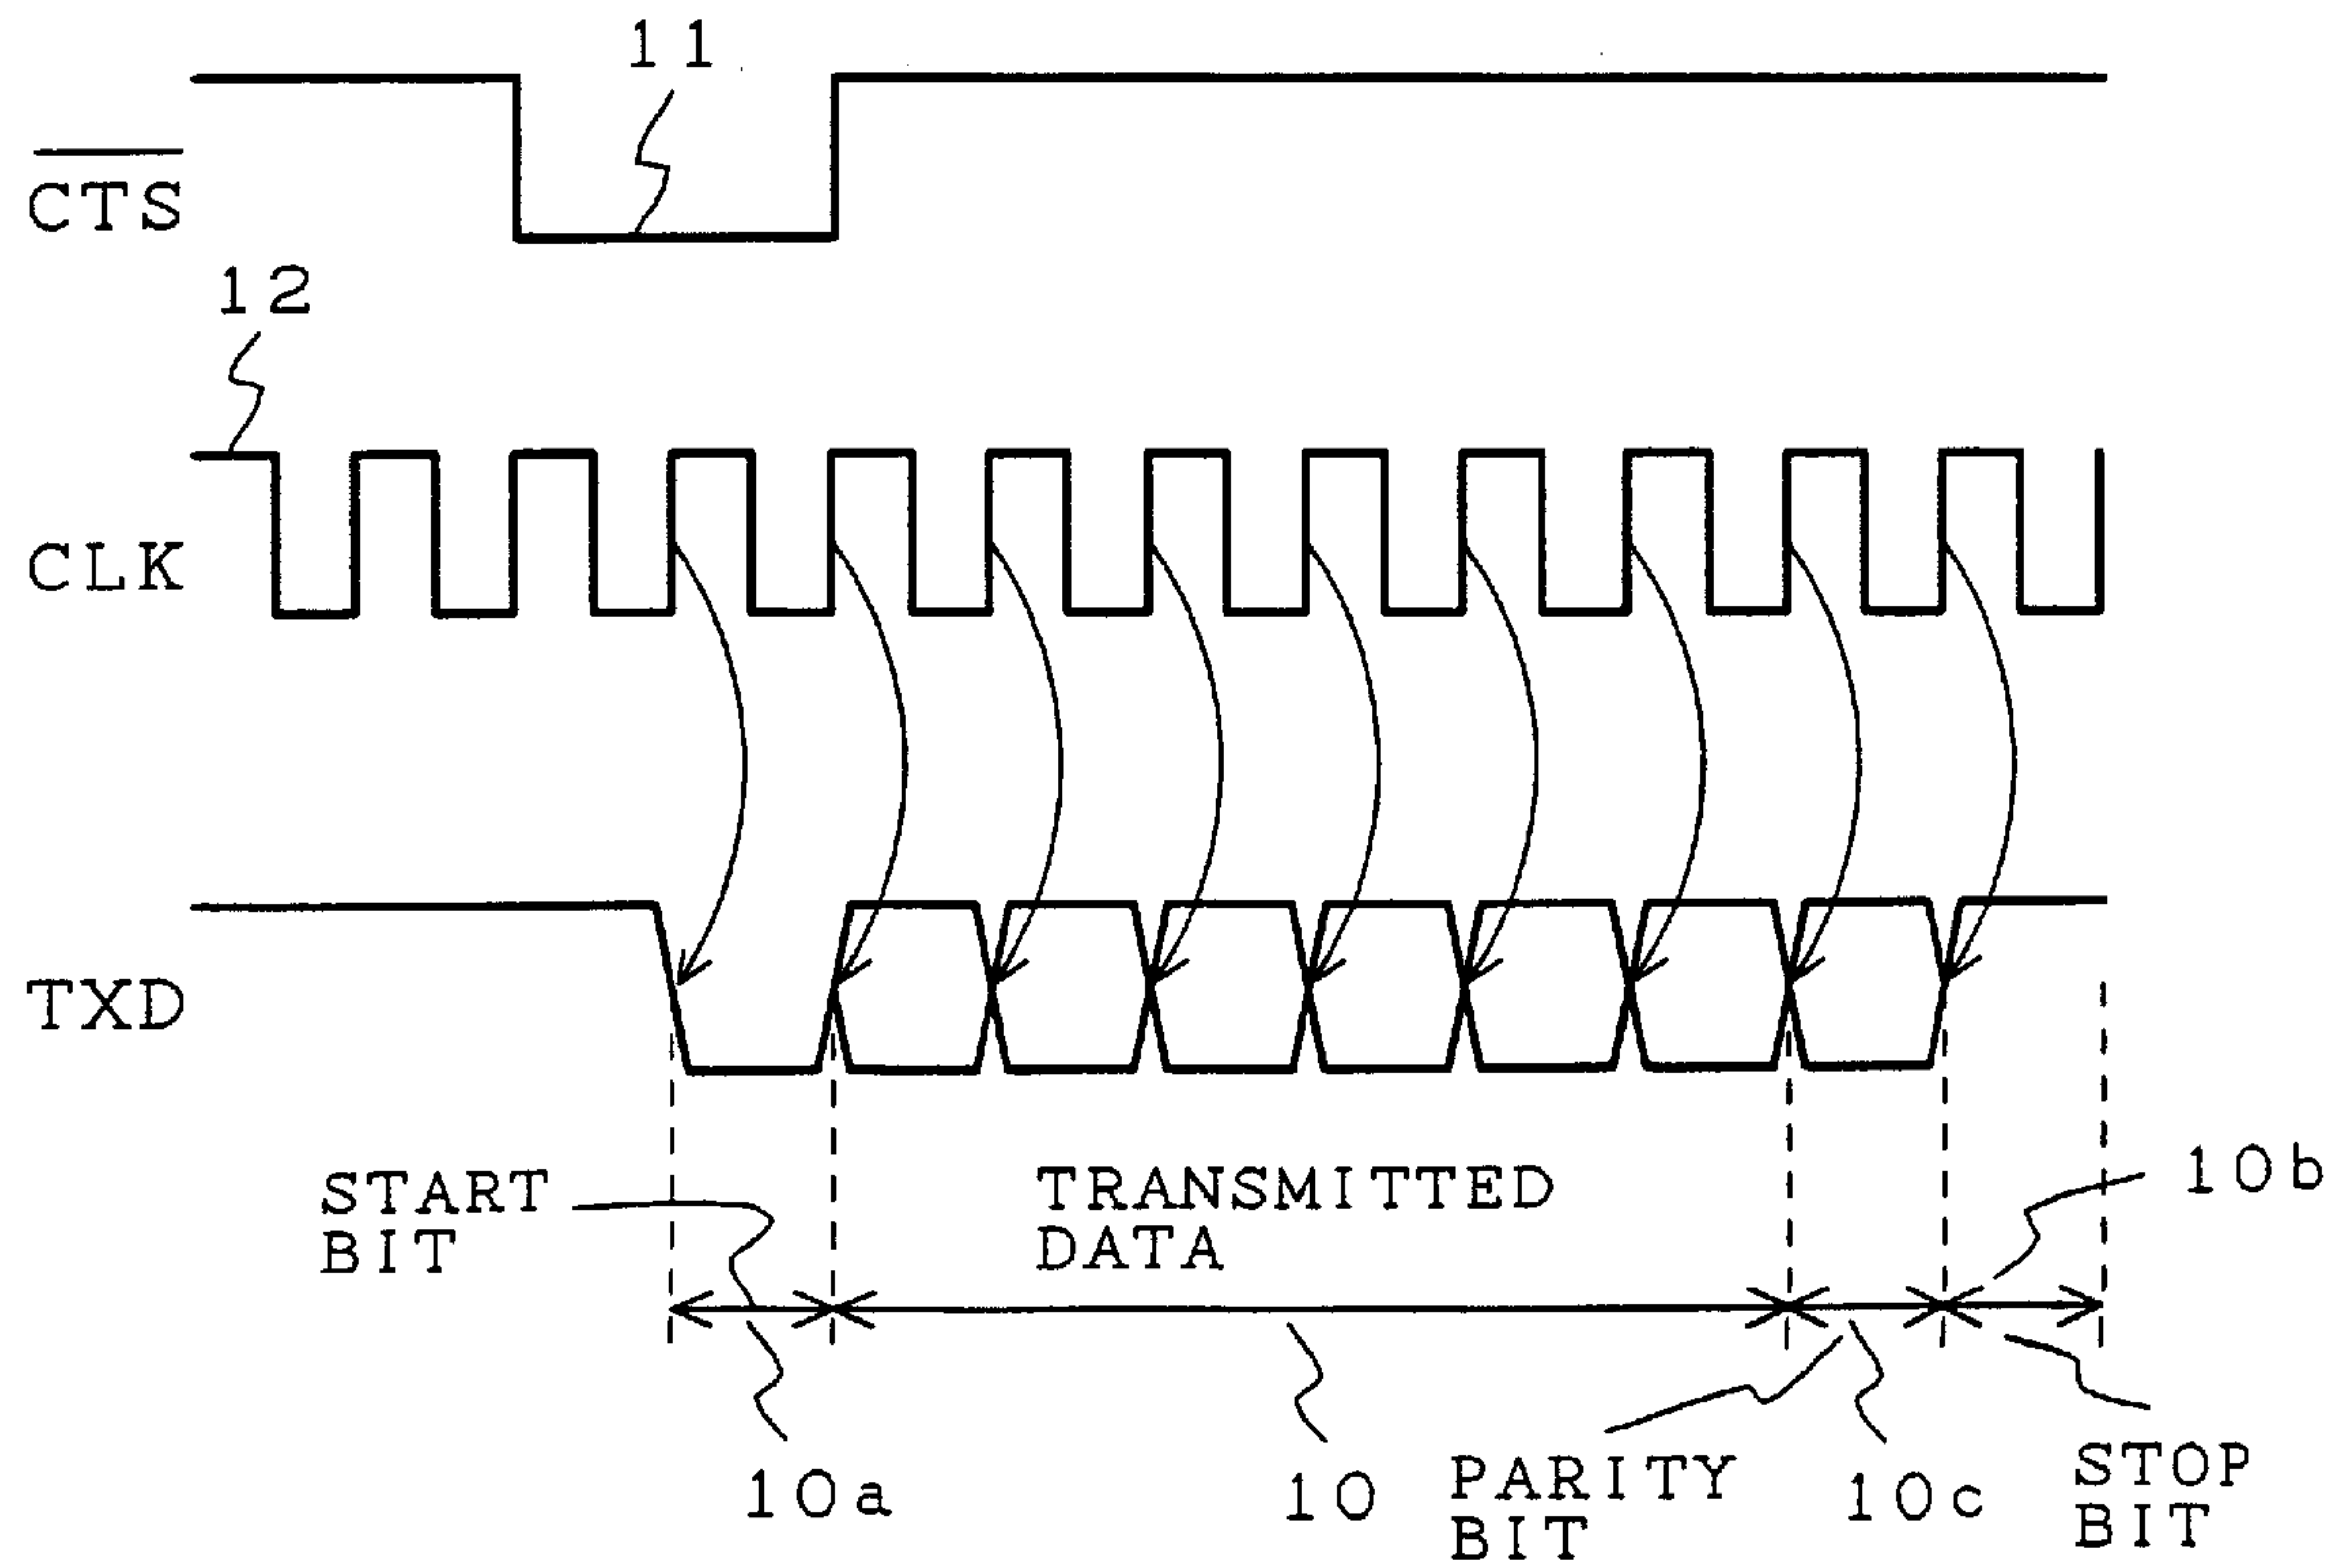 11
CTS
12
CLK
TXD
START
BIT
TRANSMITTED
DATA
10b
10a
10
PARITY
BIT
10c
STOP
BIT